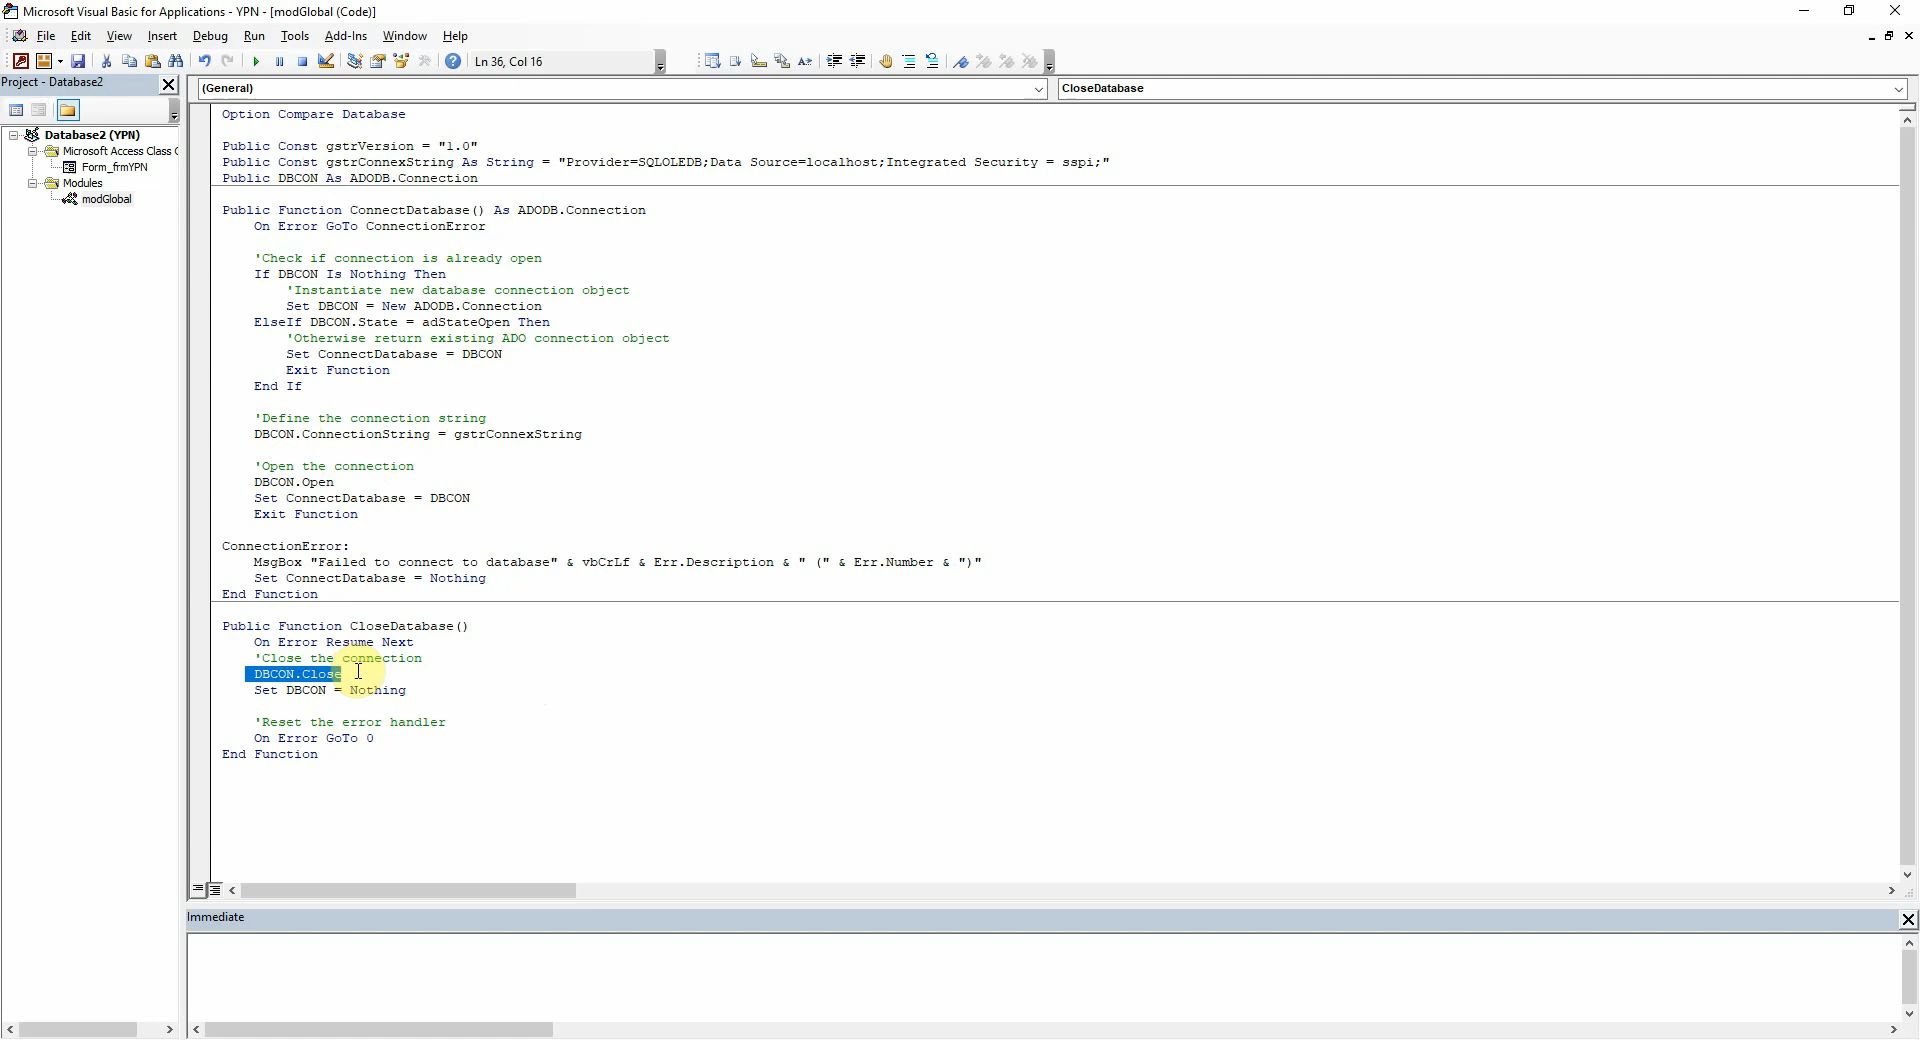 Microsoft Visual Basic for Applications - YPN - [modGlobal (Code)]
File Edit View Insert Debug Run Tools Add-Ins Window Help
Ln 36, Col 16
Project - Database2
(General)
CloseDatabase
Database2 (YPN)
Microsoft Access Class
Form_frmYPN
Modules
modGlobal
Option Compare Database
Public Const gstrVersion = "1.0"
Public Const gstrConnexString As String = "Provider=SQLOLEDB;Data Source=localhost;Integrated Security = sspi;"
Public DBCON As ADODB.Connection
Public Function ConnectDatabase() As ADODB.Connection
On Error GoTo ConnectionError
'Check if connection is already open
If DBCON Is Nothing Then
'Instantiate new database connection object
Set DBCON = New ADODB.Connection
ElseIf DBCON.State = adStateOpen Then
'Otherwise return existing ADO connection object
Set ConnectDatabase = DBCON
Exit Function
End If
'Define the connection string
DBCON.ConnectionString = gstrConnexString
'Open the connection
DBCON.Open
Set ConnectDatabase = DBCON
Exit Function
ConnectionError:
MsgBox "Failed to connect to database" & vbCrLf & Err.Description & " (" & Err.Number & ")"
Set ConnectDatabase = Nothing
End Function
Public Function CloseDatabase()
On Error Resume Next
'Close the connection
DBCON.Close
Set DBCON = Nothing
'Reset the error handler
On Error GoTo 0
End Function
Immediate